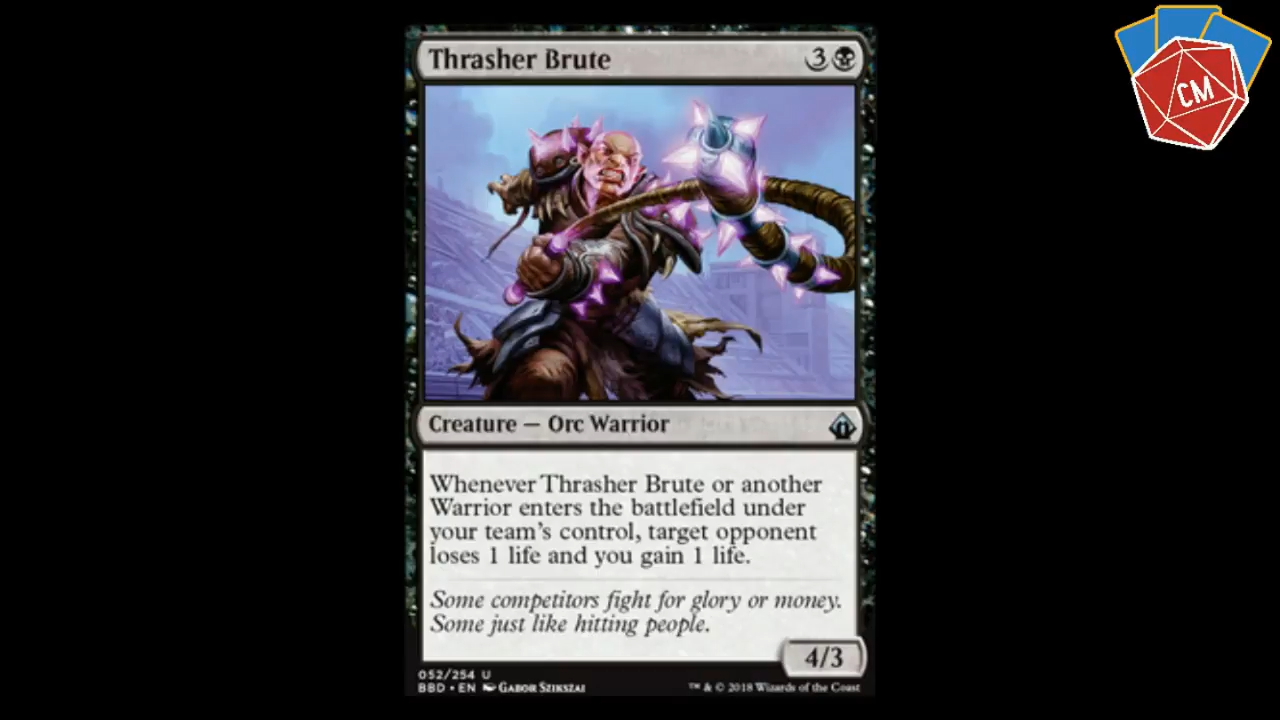 CM
Thrasher Brute 3
Creature — Orc Warrior
Whenever Thrasher Brute or another
Warrior enters the battlefield under
your team's control, target opponent
loses 1 life and you gain 1 life.
Some competitors fight for glory or money.
Some just like hitting people.
4/3
052/254 U
BBD • EN Gabor Szikszai
™ & © 2018 Wizards of the Coast